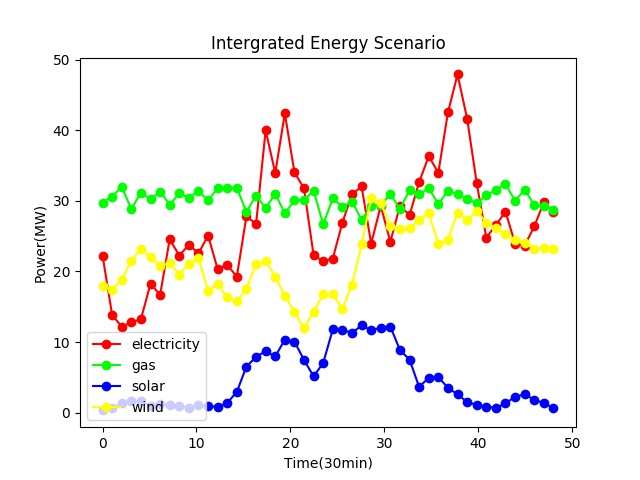 Intergrated Energy Scenario
Power(MW)
50
40
30
20
10
0
electricity
gas
solar
wind
0 10 20 30 40 50
Time(30min)